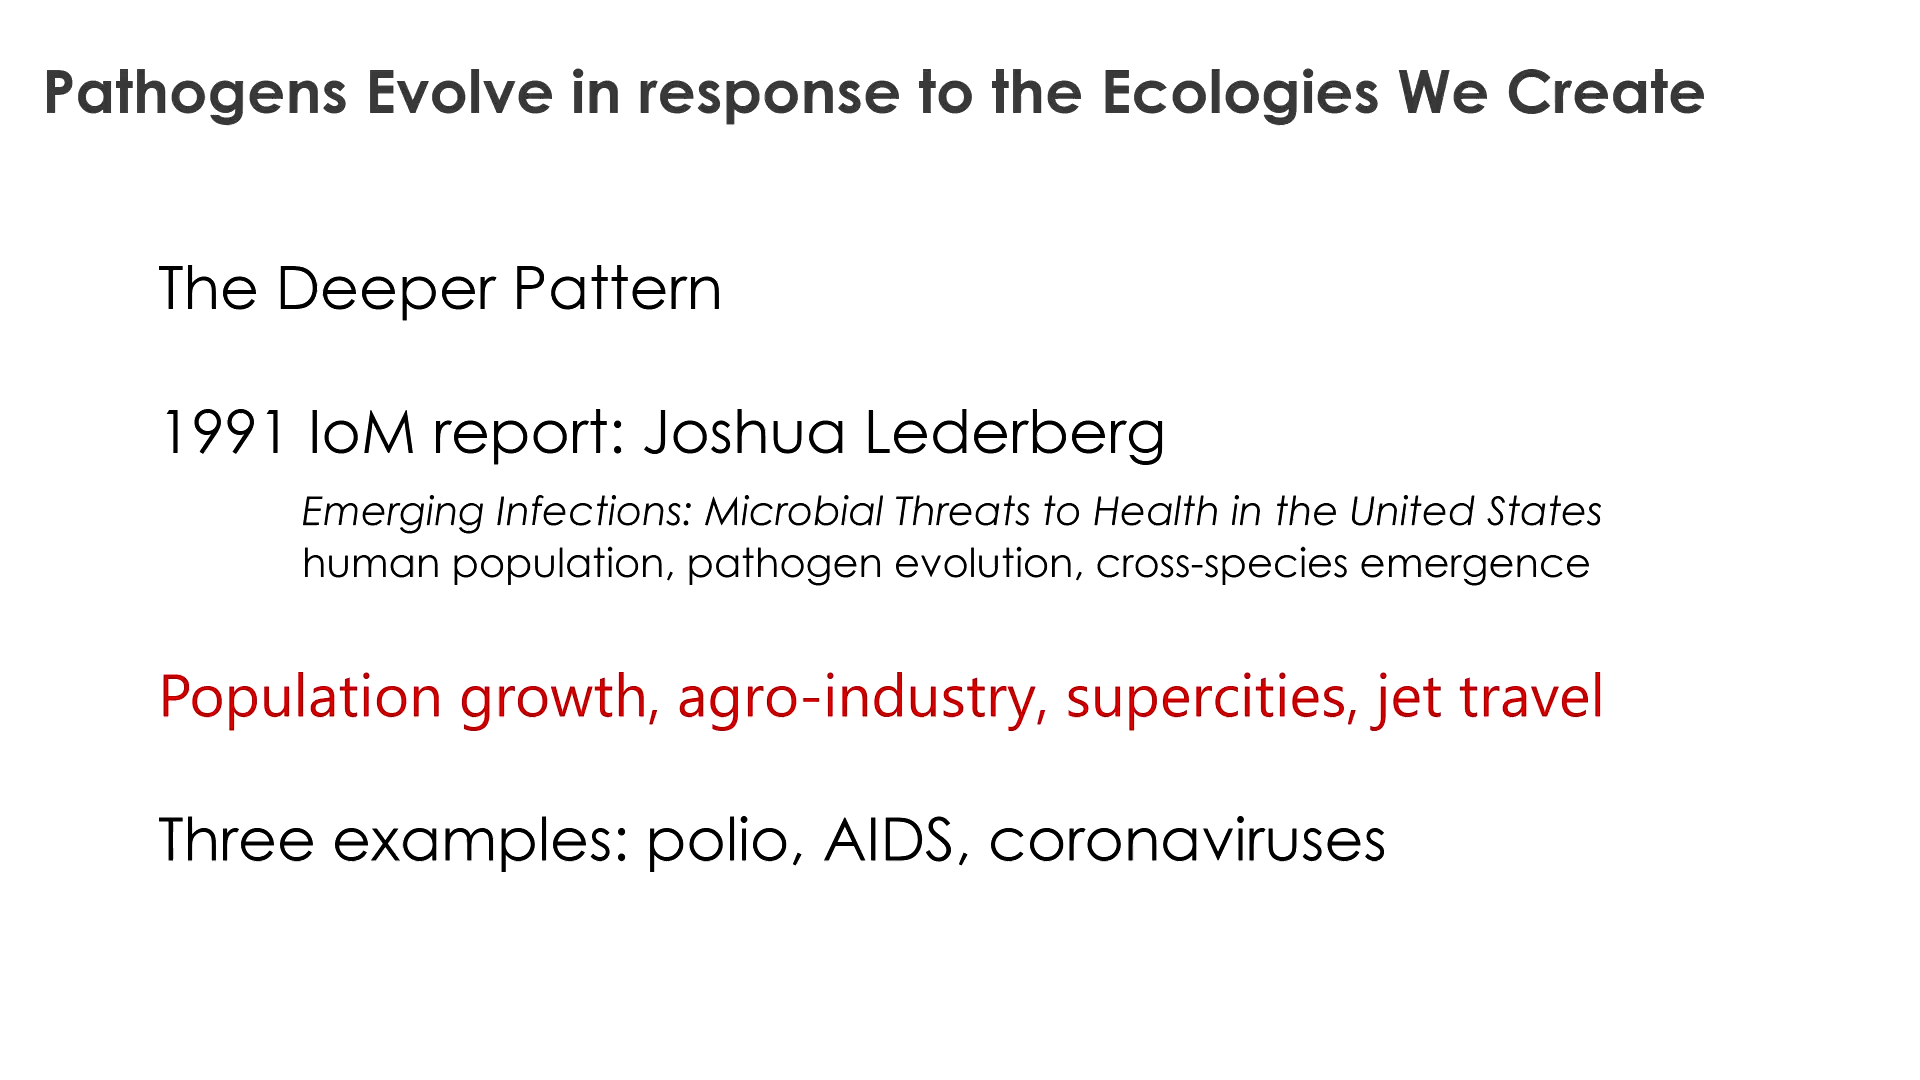 Pathogens Evolve in response to the Ecologies We Create
The Deeper Pattern
1991 IoM report: Joshua Lederberg
Emerging Infections: Microbial Threats to Health in the United States
human population, pathogen evolution, cross-species emergence
Population growth, agro-industry, supercities, jet travel
Three examples: polio, AIDS, coronaviruses